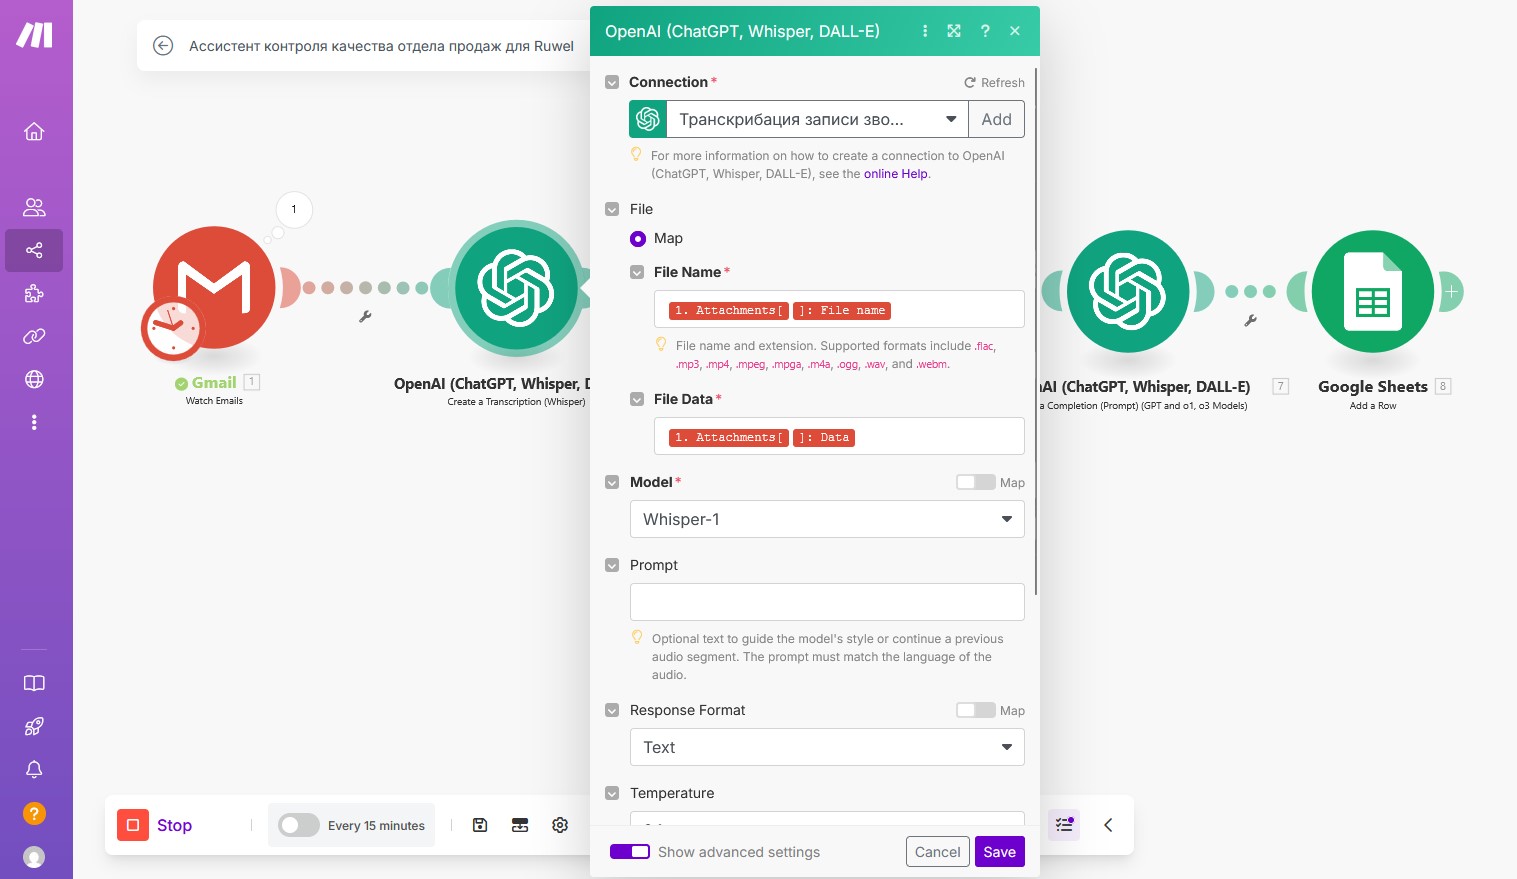 Ассистент контроля качества отдела продаж для Ruwel
OpenAI (ChatGPT, Whisper, DALL-E)
Connection*
Refresh
Транскрибация записи зво...
Add
For more information on how to create a connection to OpenAI
(ChatGPT, Whisper, DALL-E), see the online Help.
File
Map
File Name*
1. Attachments[ ]: File name
File name and extension. Supported formats include .flac,
.mp3, .mp4, .mpeg, .mpga, .m4a, .ogg, .wav, and .webm.
File Data*
1. Attachments[ ]: Data
Model*
Map
Whisper-1
Prompt
Optional text to guide the model's style or continue a previous
audio segment. The prompt must match the language of the
audio.
Response Format
Map
Text
Temperature
Show advanced settings
Cancel
Save
1
Gmail 1
Watch Emails
OpenAI (ChatGPT, Whisper, D
Create a Transcription (Whisper)
AI (ChatGPT, Whisper, DALL-E) 7
a Completion (Prompt) (GPT and o1, o3 Models)
Google Sheets 8
Add a Row
Stop
Every 15 minutes